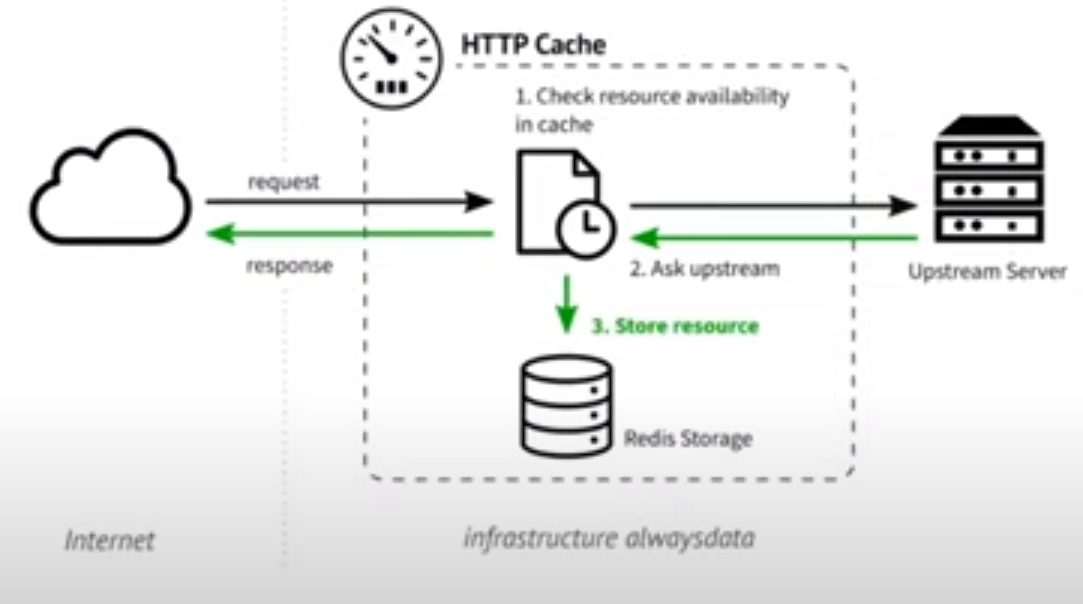 HTTP Cache
1. Check resource availability
in cache
request
response
2. Ask upstream
Upstream Server
3. Store resource
Redis Storage
Internet
infrastructure alwaysdata